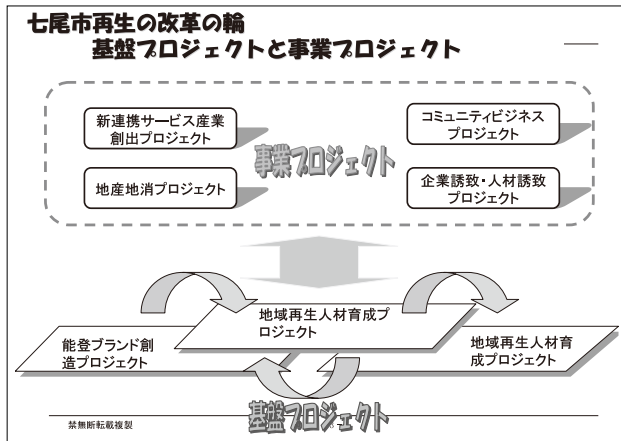 七尾市再生の改革の輪
基盤プロジェクトと事業プロジェクト
新連携サービス産業
創出プロジェクト
コミュニティビジネス
プロジェクト
事業プロジェクト
地産地消プロジェクト
企業誘致・人材誘致
プロジェクト
地域再生人材育成プ
ロジェクト
能登ブランド創
造プロジェクト
地域再生人材育
成プロジェクト
基盤プロジェクト
禁無断転載複製